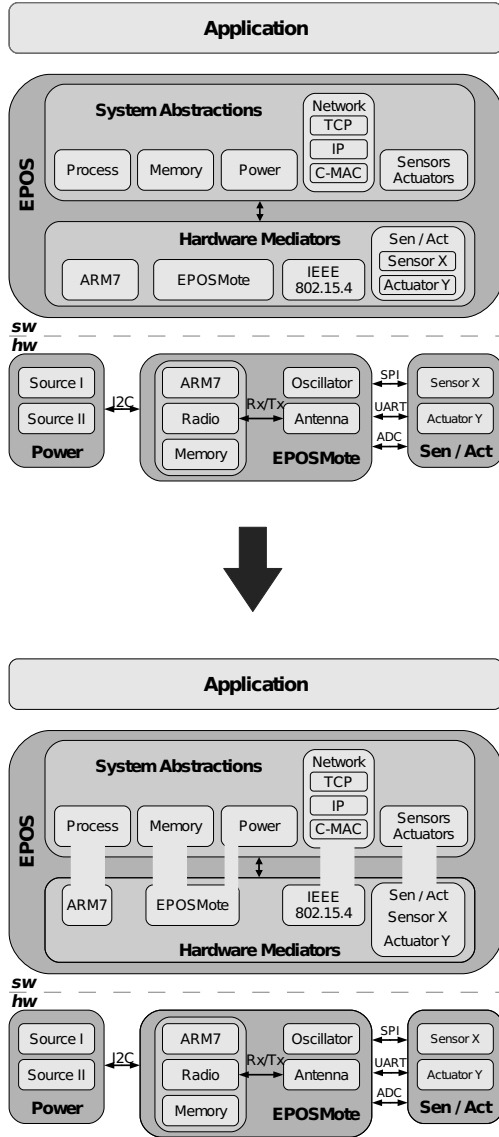 Application
System Abstractions
Network
TCP
IP
C-MAC
Process
Memory
Power
Sensors
Actuators
EPOS
Hardware Mediators
Sen / Act
Sensor X
Actuator Y
ARM7
EPOSMote
IEEE
802.15.4
sw
hw
Source I
Source II
Power
I2C
ARM7
Radio
Memory
Rx/Tx
Oscillator
Antenna
EPOSMote
SPI
UART
ADC
Sensor X
Actuator Y
Sen / Act
Application
System Abstractions
Network
TCP
IP
C-MAC
Process
Memory
Power
Sensors
Actuators
EPOS
ARM7
EPOSMote
IEEE
802.15.4
Sen / Act
Sensor X
Actuator Y
Hardware Mediators
sw
hw
Source I
Source II
Power
I2C
ARM7
Radio
Memory
Rx/Tx
Oscillator
Antenna
EPOSMote
SPI
UART
ADC
Sensor X
Actuator Y
Sen / Act